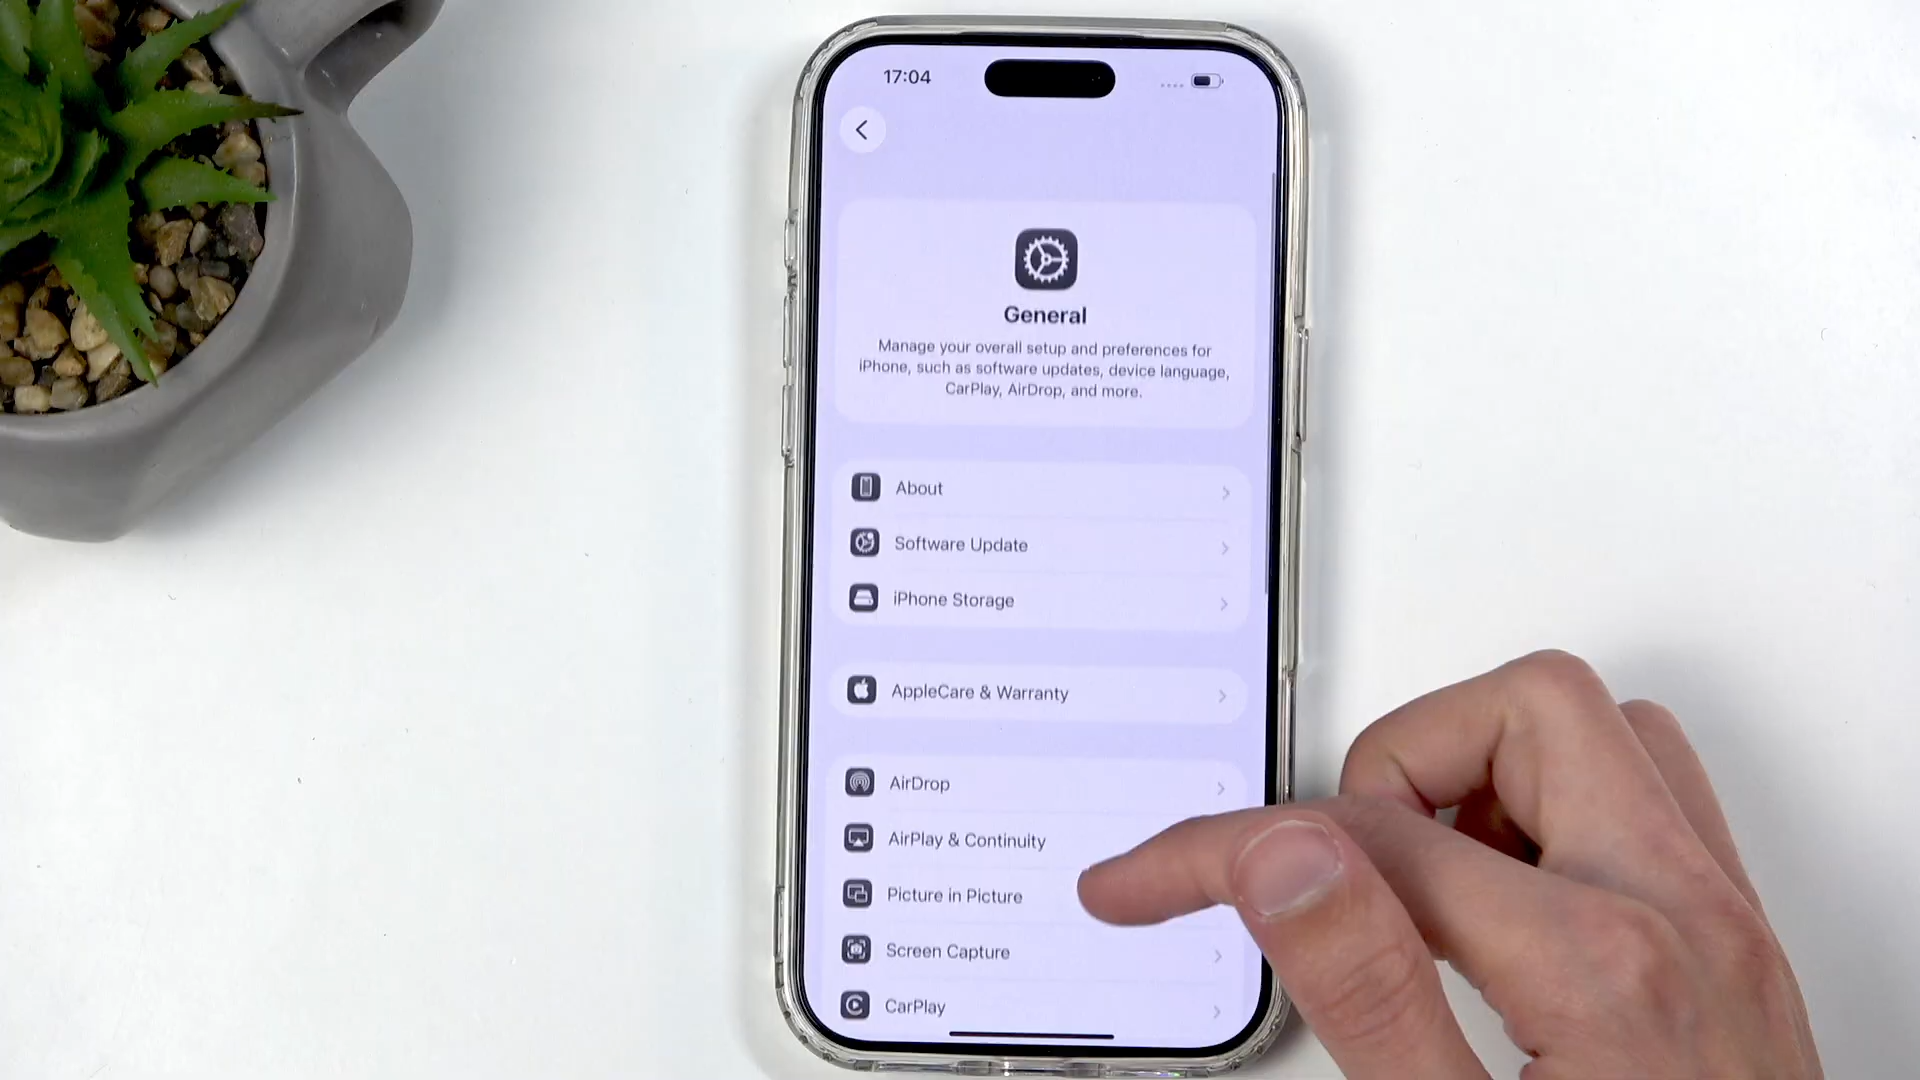 17:04
General
Manage your overall setup and preferences for
iPhone, such as software updates, device language,
CarPlay, AirDrop, and more.
About
Software Update
iPhone Storage
AppleCare & Warranty
AirDrop
AirPlay & Continuity
Picture in Picture
Screen Capture
CarPlay